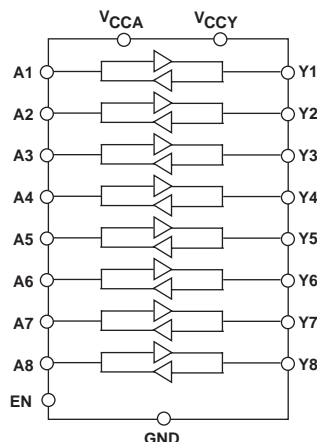 VCCA VCCY
A1 Y1
A2 Y2
A3 Y3
A4 Y4
A5 Y5
A6 Y6
A7 Y7
A8 Y8
EN
GND